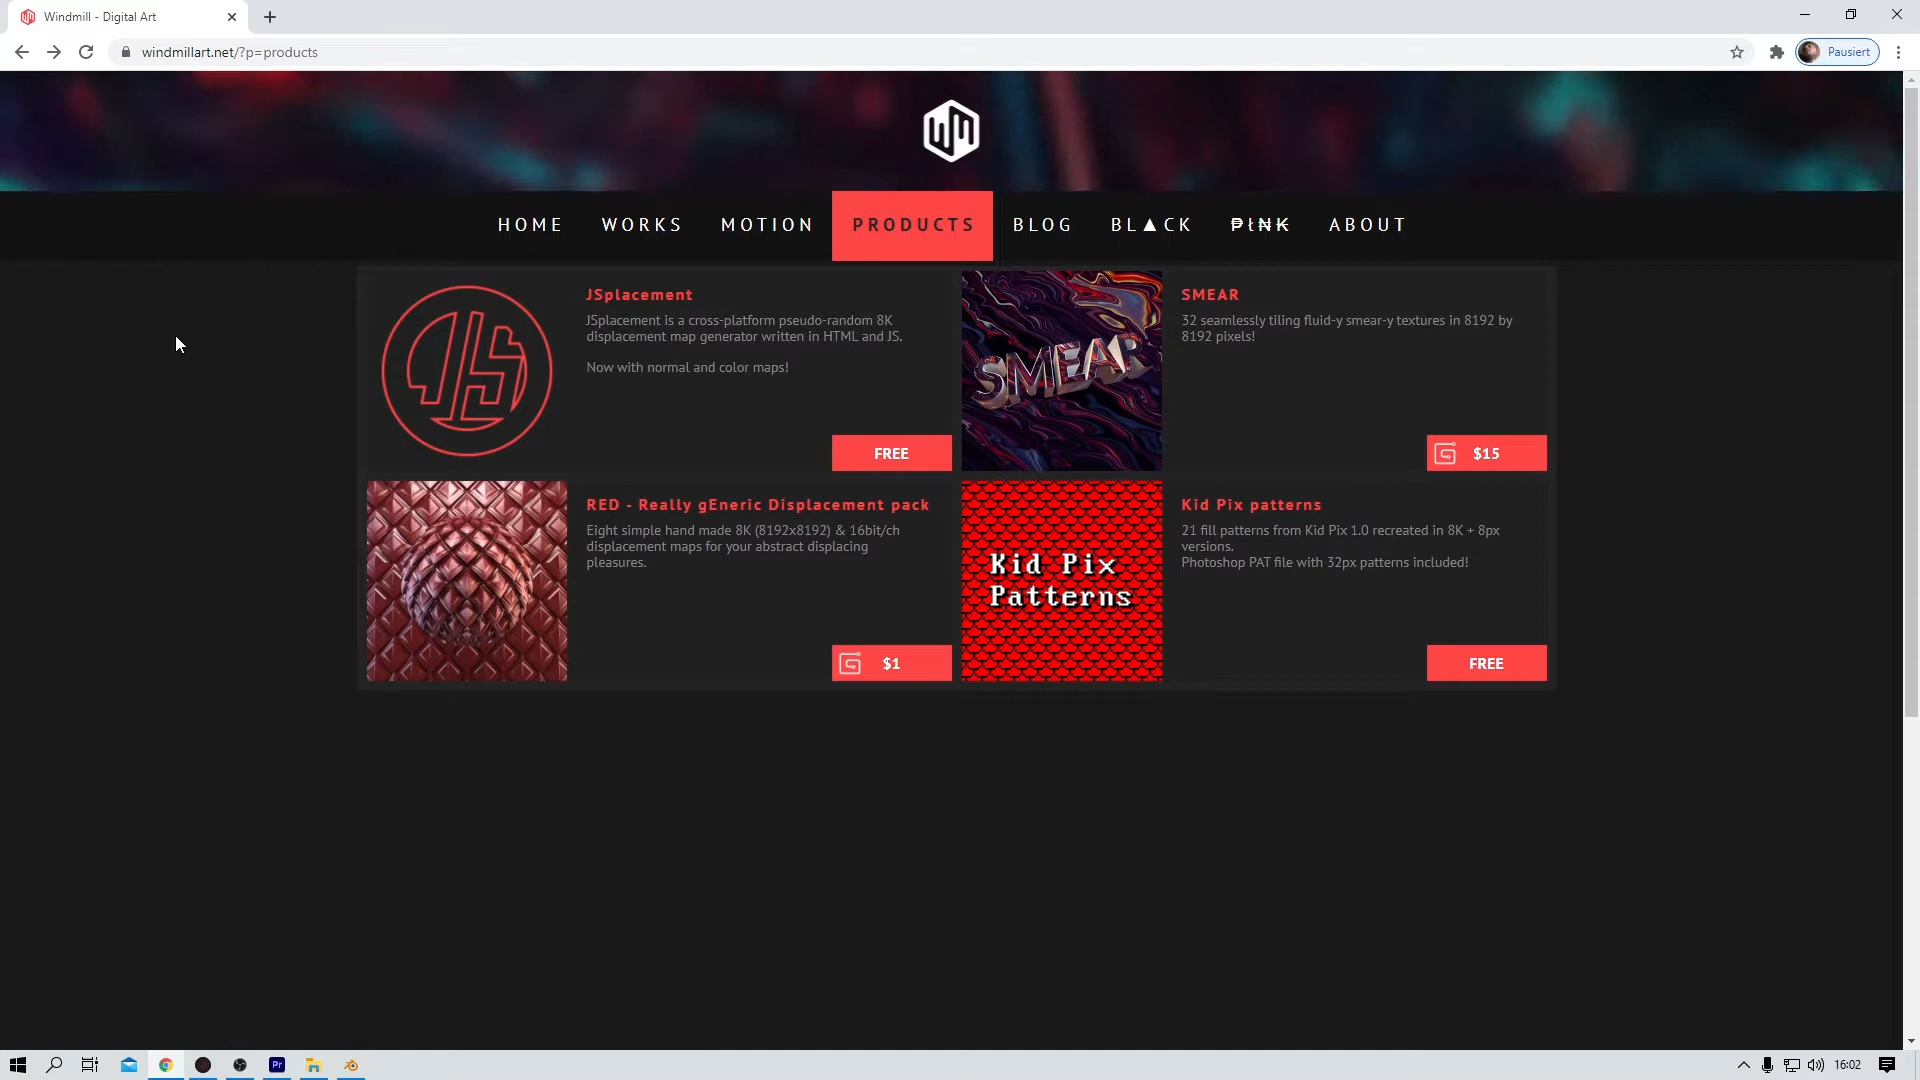 Windmill - Digital Art
windmillart.net/?p=products
Pausiert
HOME WORKS MOTION PRODUCTS BLOG BL▲CK ₱ł₦₭ ABOUT
JSplacement
JSplacement is a cross-platform pseudo-random 8K
displacement map generator written in HTML and JS.
Now with normal and color maps!
FREE
SMEAR
SMEAR
32 seamlessly tiling fluid-y smear-y textures in 8192 by
8192 pixels!
$15
RED - Really gEneric Displacement pack
Eight simple hand made 8K (8192x8192) & 16bit/ch
displacement maps for your abstract displacing
pleasures.
$1
Kid Pix
Patterns
Kid Pix patterns
21 fill patterns from Kid Pix 1.0 recreated in 8K + 8px
versions.
Photoshop PAT file with 32px patterns included!
FREE
Pr
16:02